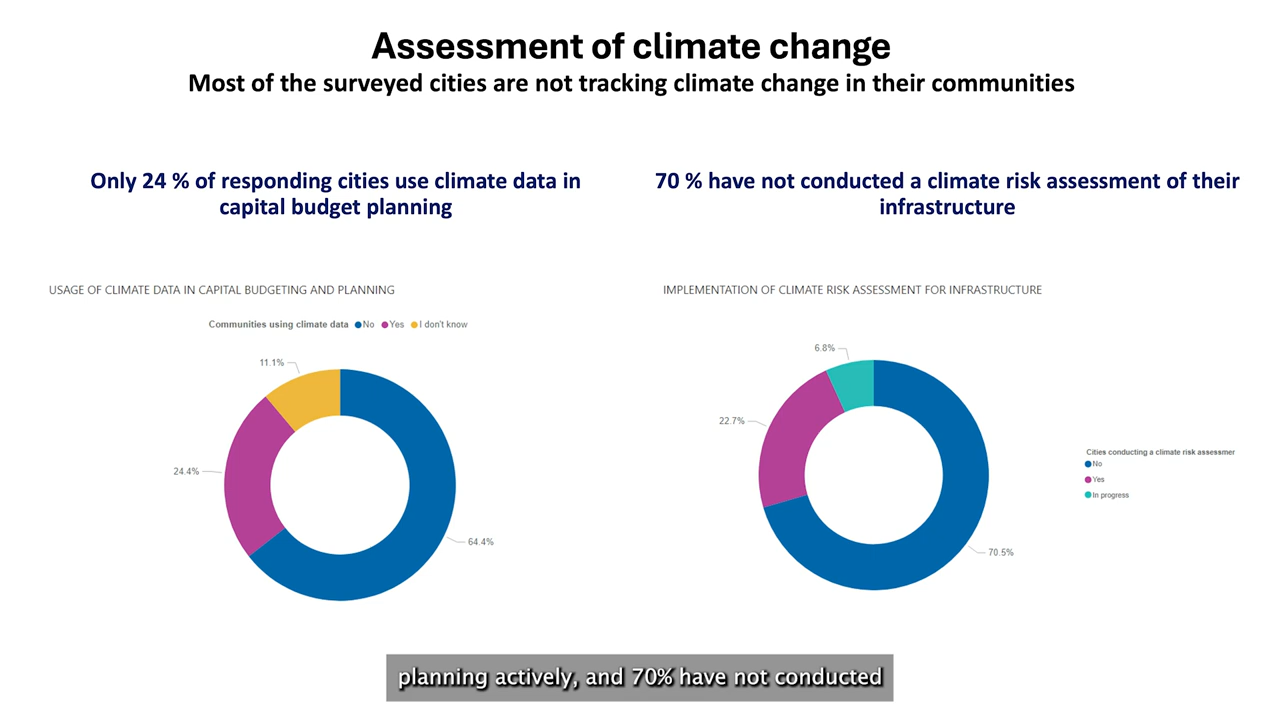 Assessment of climate change
Most of the surveyed cities are not tracking climate change in their communities
Only 24 % of responding cities use climate data in
capital budget planning
70 % have not conducted a climate risk assessment of their
infrastructure
USAGE OF CLIMATE DATA IN CAPITAL BUDGETING AND PLANNING
Communities using climate data No Yes I don't know
11.1%
24.4%
64.4%
IMPLEMENTATION OF CLIMATE RISK ASSESSMENT FOR INFRASTRUCTURE
6.8%
22.7%
70.5%
Cities conducting a climate risk assessmer
No
Yes
In progress
planning actively, and 70% have not conducted